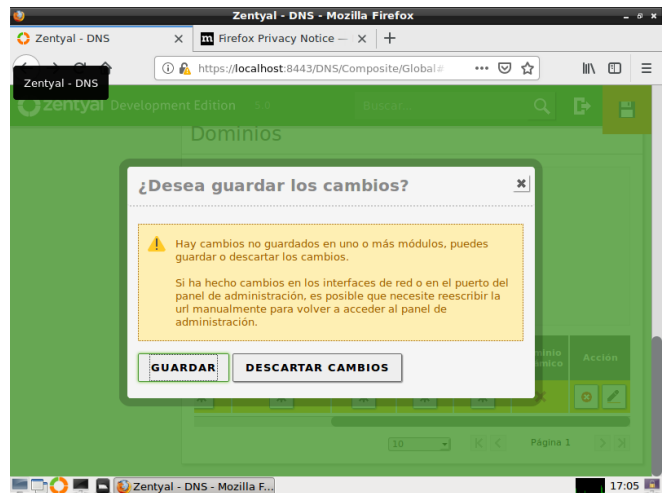 Zentyal - DNS - Mozilla Firefox
Zentyal - DNS
Firefox Privacy Notice —
https://localhost:8443/DNS/Composite/Global#
Zentyal - DNS
zentyal Development Edition 5.0 Buscar...
Dominios
¿Desea guardar los cambios?
Hay cambios no guardados en uno o más módulos, puedes
guardar o descartar los cambios.
Si ha hecho cambios en los interfaces de red o en el puerto del
panel de administración, es posible que necesite reescribir la
url manualmente para volver a acceder al panel de
administración.
GUARDAR DESCARTAR CAMBIOS
Acción
10 Página 1
Zentyal - DNS - Mozilla F... 17:05